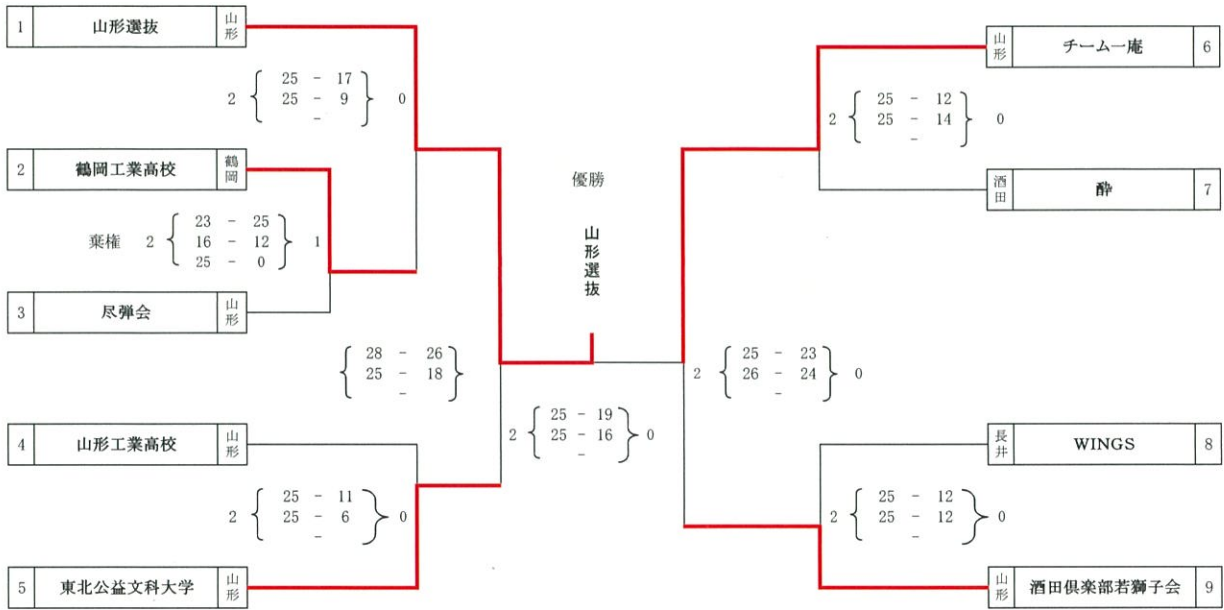 1 山形選抜 山形
2 { 25 - 17 } 0
25 - 9
-
2 鶴岡工業高校 鶴岡
棄権 2 { 23 - 25 } 1
16 - 12
25 - 0
3 尽弾会 山形
{ 28 - 26 }
25 - 18
-
4 山形工業高校 山形
2 { 25 - 11 } 0
25 - 6
-
5 東北公益文科大学 山形
優勝
山形選抜
2 { 25 - 19 } 0
25 - 16
-
山形 チーム一庵 6
2 { 25 - 12 } 0
25 - 14
-
酒田 酔 7
2 { 25 - 23 } 0
26 - 24
-
長井 WINGS 8
2 { 25 - 12 } 0
25 - 12
-
山形 酒田倶楽部若獅子会 9